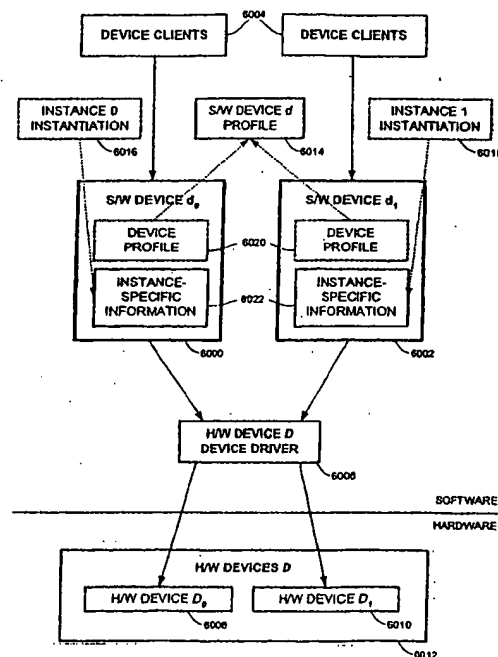 6004
DEVICE CLIENTS
DEVICE CLIENTS
INSTANCE 0
INSTANTIATION
6016
S/W DEVICE d
PROFILE
6014
INSTANCE 1
INSTANTIATION
S/W DEVICE d0
DEVICE
PROFILE
6020
INSTANCE-
SPECIFIC
INFORMATION
6022
6000
S/W DEVICE d1
DEVICE
PROFILE
INSTANCE-
SPECIFIC
INFORMATION
6002
H/W DEVICE D
DEVICE DRIVER
SOFTWARE
HARDWARE
H/W DEVICES D
H/W DEVICE D0
H/W DEVICE D1
6010
6012